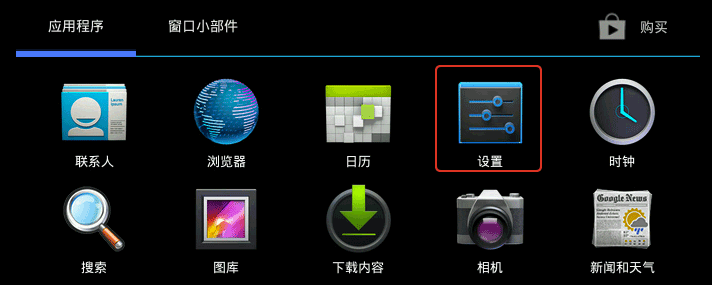 应用程序 窗口小部件 购买
联系人 浏览器 日历 设置 时钟
Google News
搜索 图库 下载内容 相机 新闻和天气